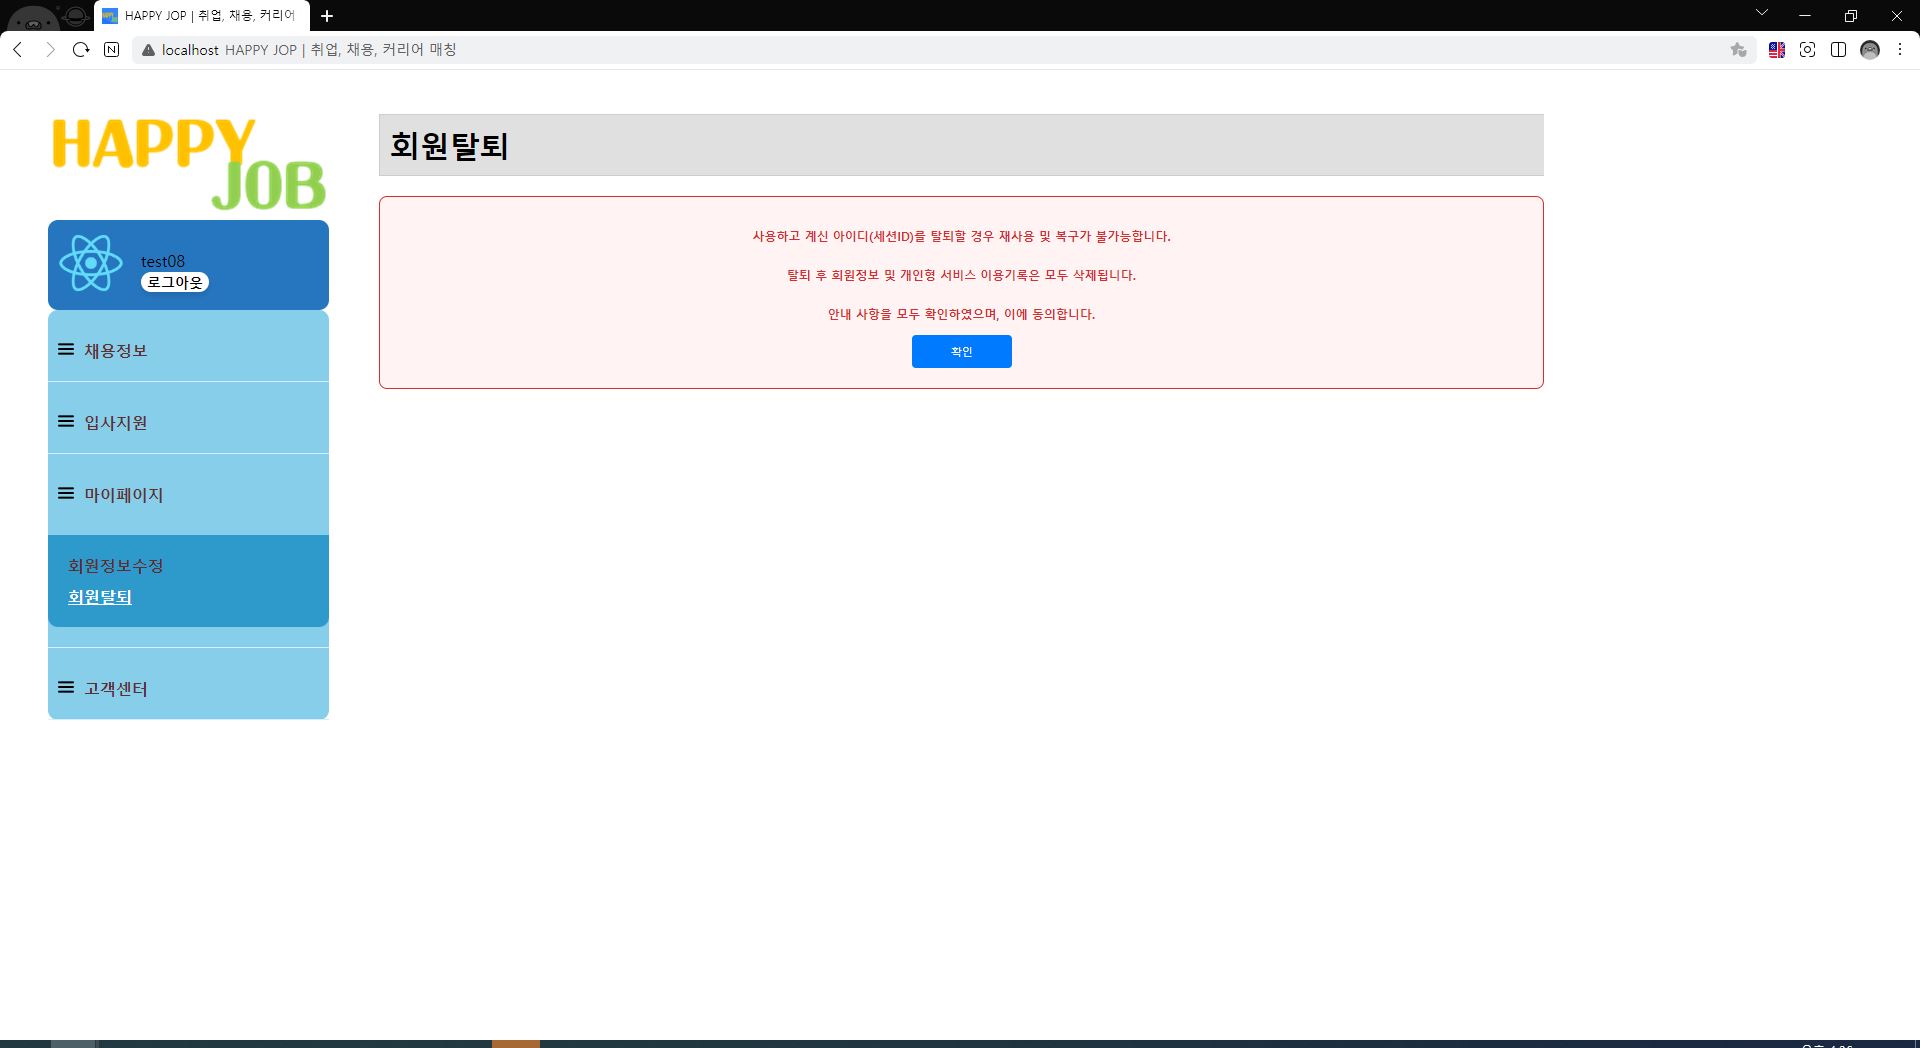 HAPPY JOP | 취업, 채용, 커리어
localhost HAPPY JOP | 취업, 채용, 커리어 매칭
HAPPY
JOB
test08
로그아웃
채용정보
입사지원
마이페이지
회원정보수정
회원탈퇴
고객센터
회원탈퇴
사용하고 계신 아이디(세션ID)를 탈퇴할 경우 재사용 및 복구가 불가능합니다.
탈퇴 후 회원정보 및 개인형 서비스 이용기록은 모두 삭제됩니다.
안내 사항을 모두 확인하였으며, 이에 동의합니다.
확인